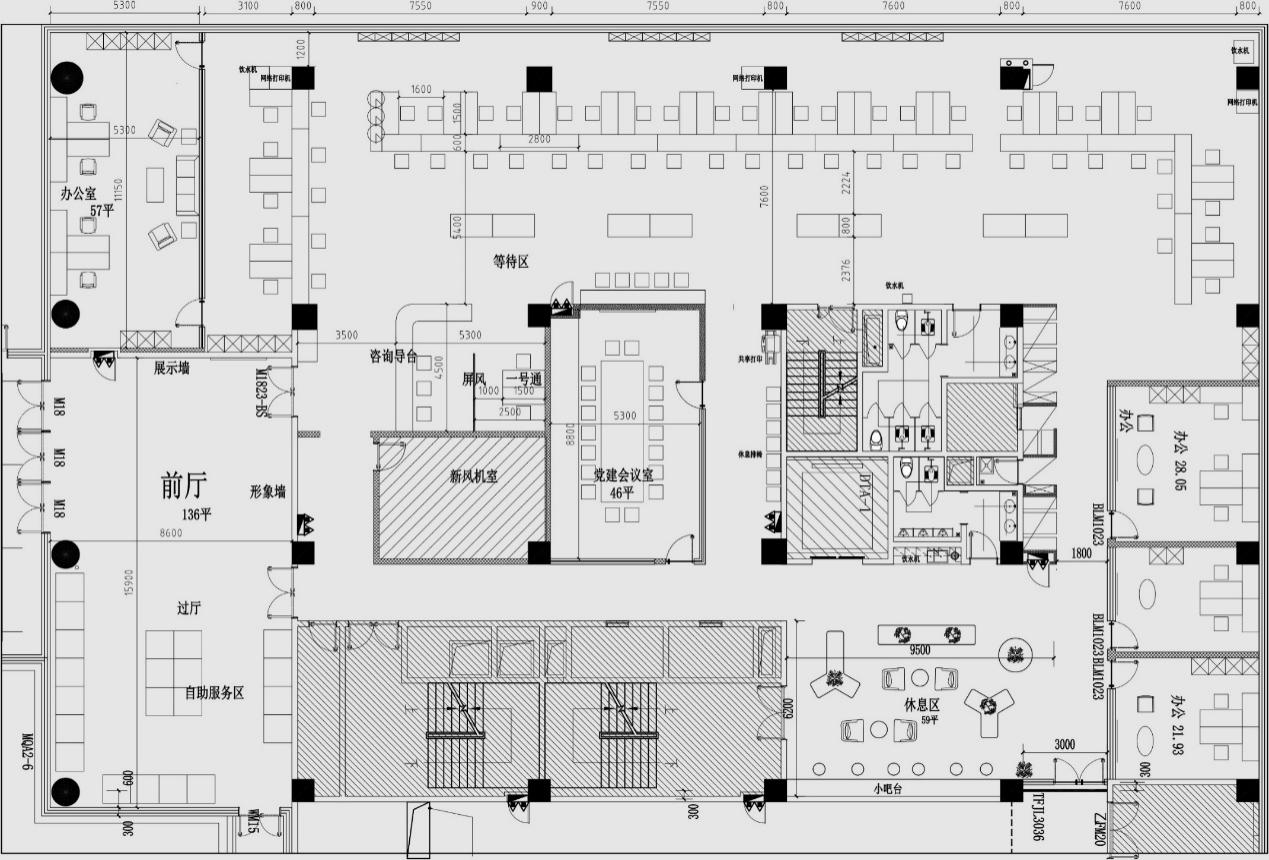 5300
3100
800
7550
900
7550
800
7600
800
7600
800
1200
饮水机
网络打印机
网络打印机
饮水机
网络打印机
1600
1500
600
2800
5300
11150
办公室
57平
7600
2224
800
2376
5400
等待区
饮水机
3500
5300
咨询导台
4500
屏风
一号通
1000
1500
2500
共享打印
展示墙
M1823-BS
M18
M18
M18
前厅
136平
形象墙
8600
15900
新风机室
5300
8800
党建会议室
46平
休息排椅
DTA-1
饮水机
办公
办公 28.05
BLM1023
1800
过厅
自助服务区
BLM1023
BLM1023
9500
6200
休息区
59平
办公 21.93
3000
300
MQA2-6
600
300
WM15
300
小吧台
TFJL3036
ZFM20